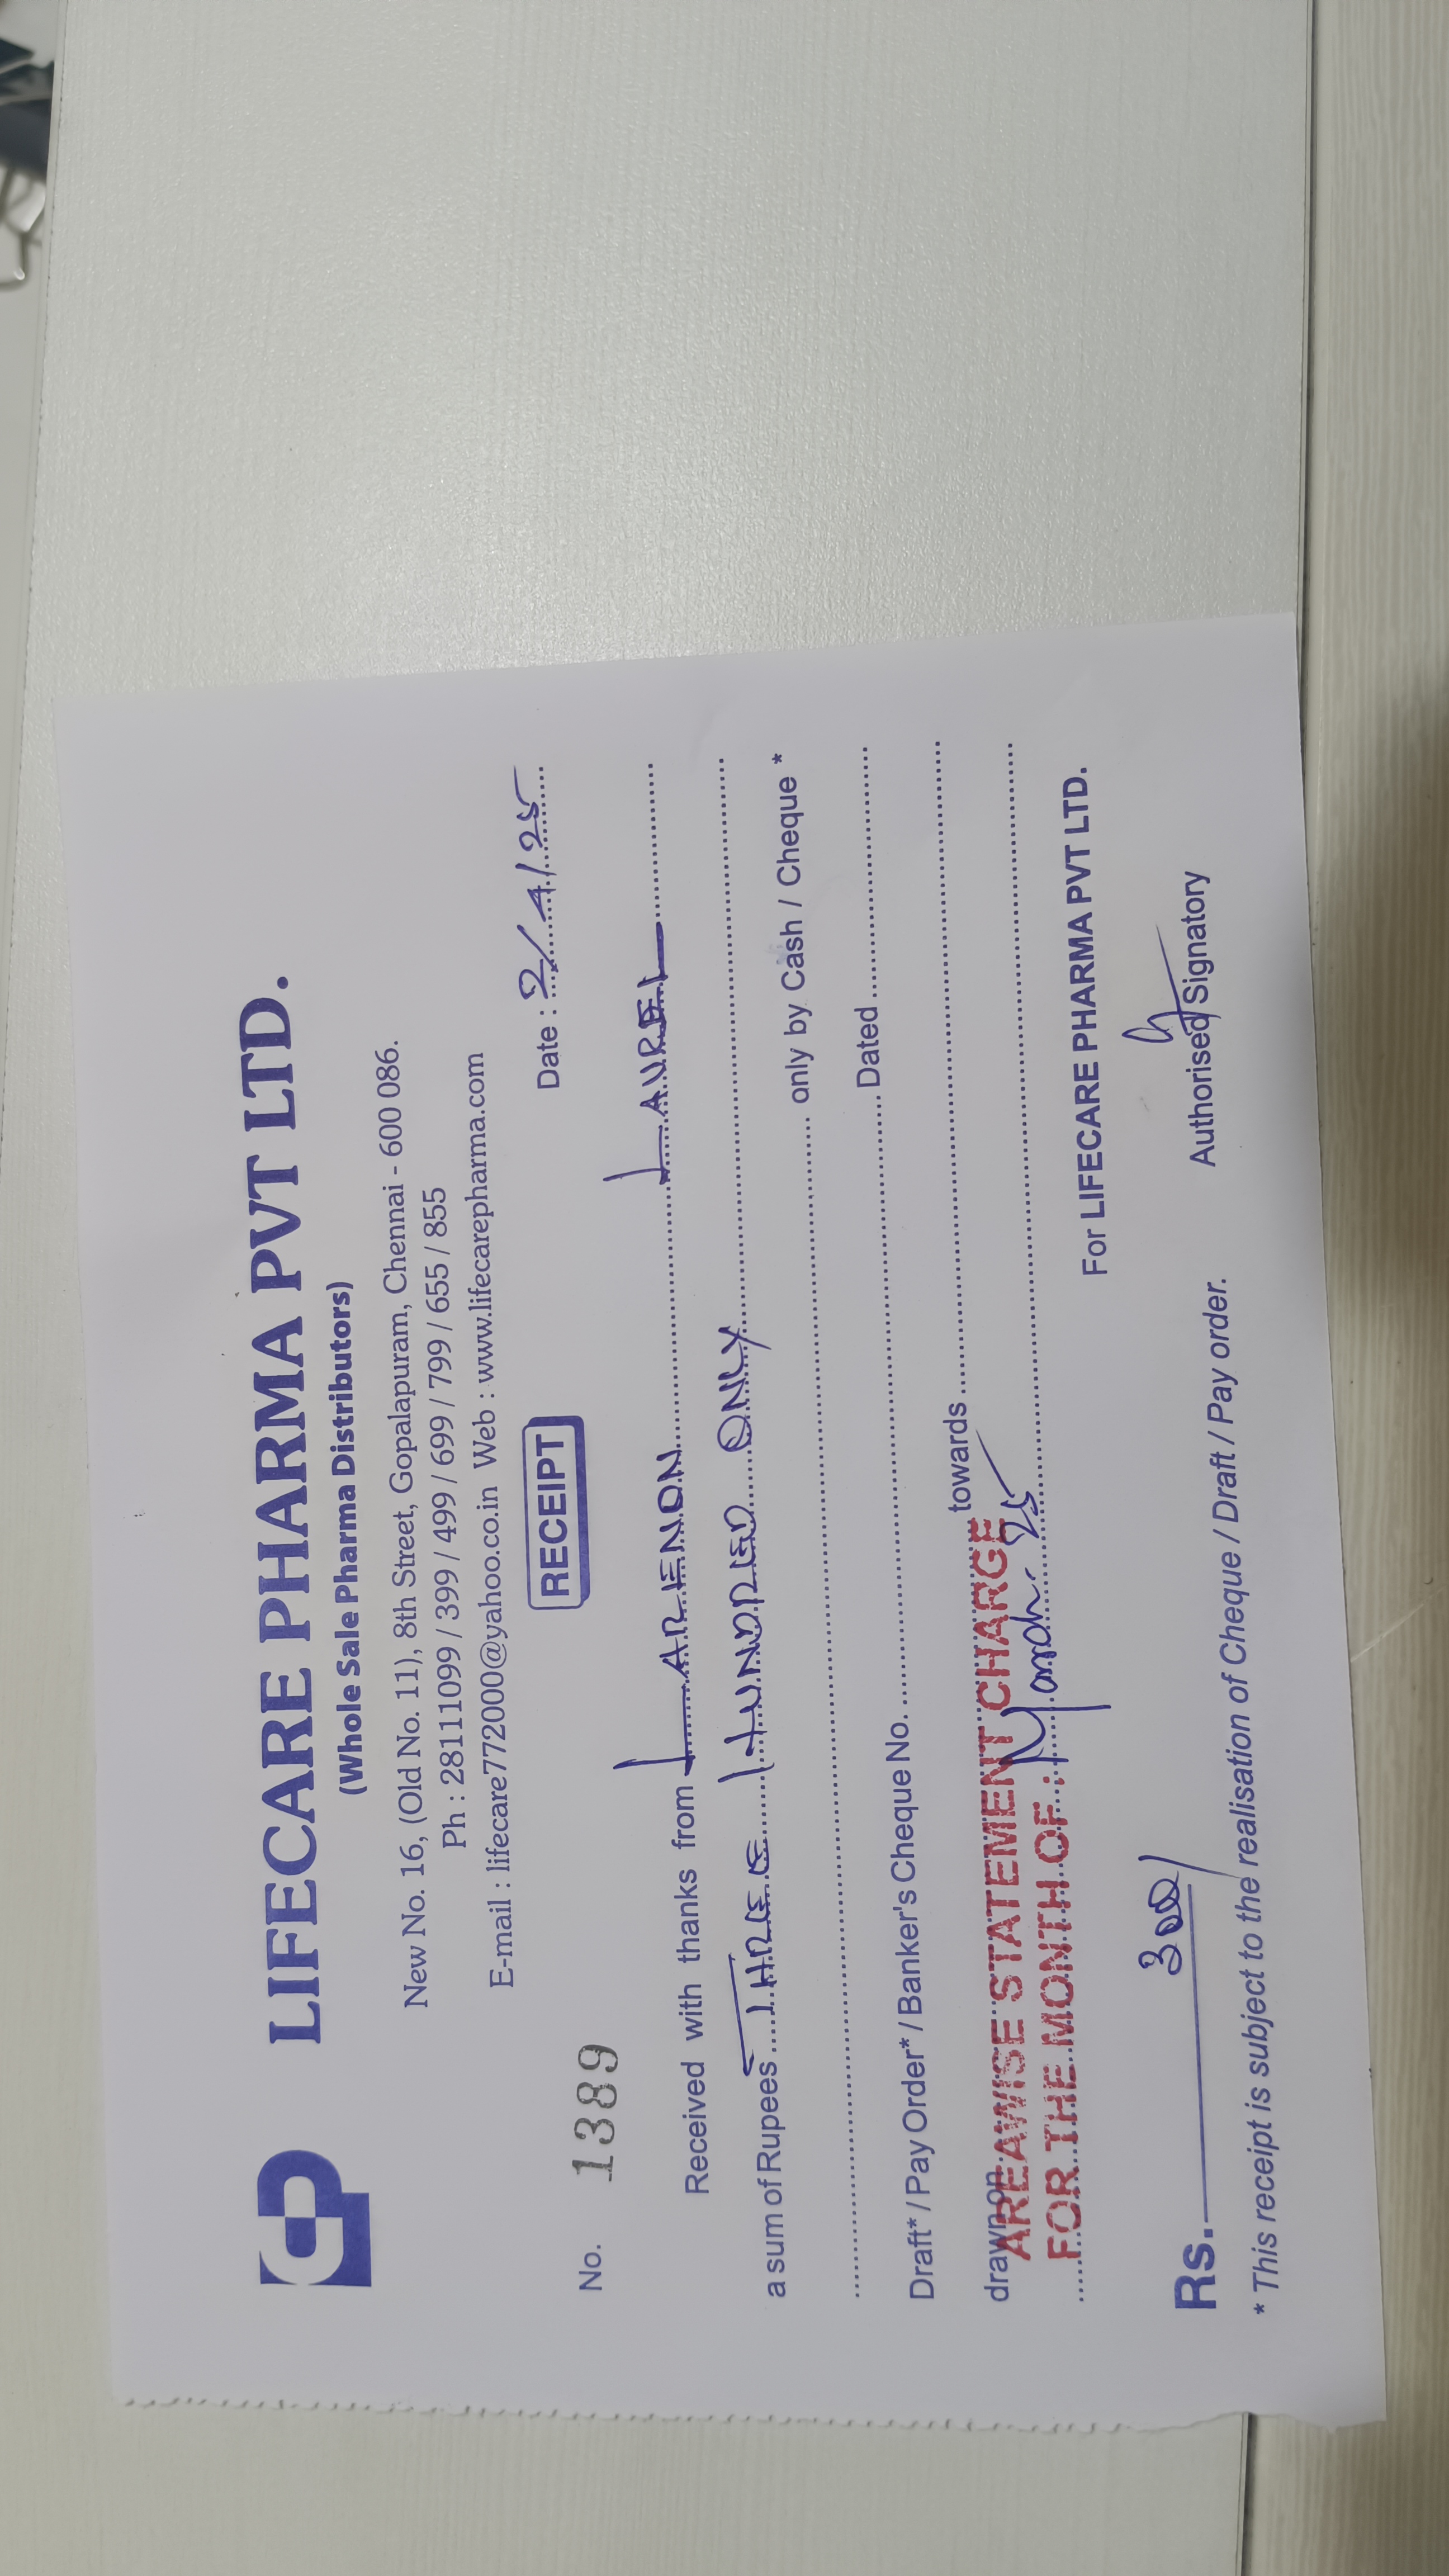 LIFECARE PHARMA PVT LTD.
(Whole Sale Pharma Distributors)
New No. 16, (Old No. 11), 8th Street, Gopalapuram, Chennai - 600 086.
Ph : 28111099 / 399 / 499 / 699 / 799 / 655 / 855
E-mail : lifecare772000@yahoo.co.in Web : www.lifecarepharma.com
No. 1389 RECEIPT Date : 2/4/25
Received with thanks from LARENON LAUREL
a sum of Rupees THREE HUNDRED ONLY
only by Cash / Cheque *
Draft* / Pay Order* / Banker's Cheque No. Dated
drawn on towards
AREAWISE STATEMENT CHARGE
FOR THE MONTH OF : March - 25
For LIFECARE PHARMA PVT LTD.
Rs. 300/
Authorised Signatory
* This receipt is subject to the realisation of Cheque / Draft / Pay order.